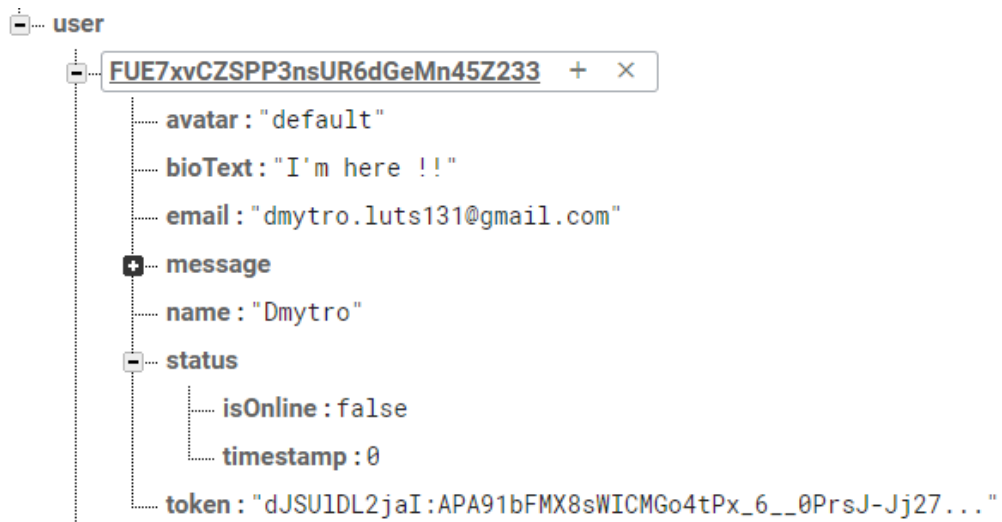 user
FUE7xvCZSPP3nsUR6dGeMn45Z233 + ×
avatar : "default"
bioText : "I'm here !!"
email : "dmytro.luts131@gmail.com"
message
name : "Dmytro"
status
isOnline : false
timestamp : 0
token : "dJSUlDL2jaI:APA91bFMX8sWICMGo4tPx_6__0PrsJ-Jj27..."